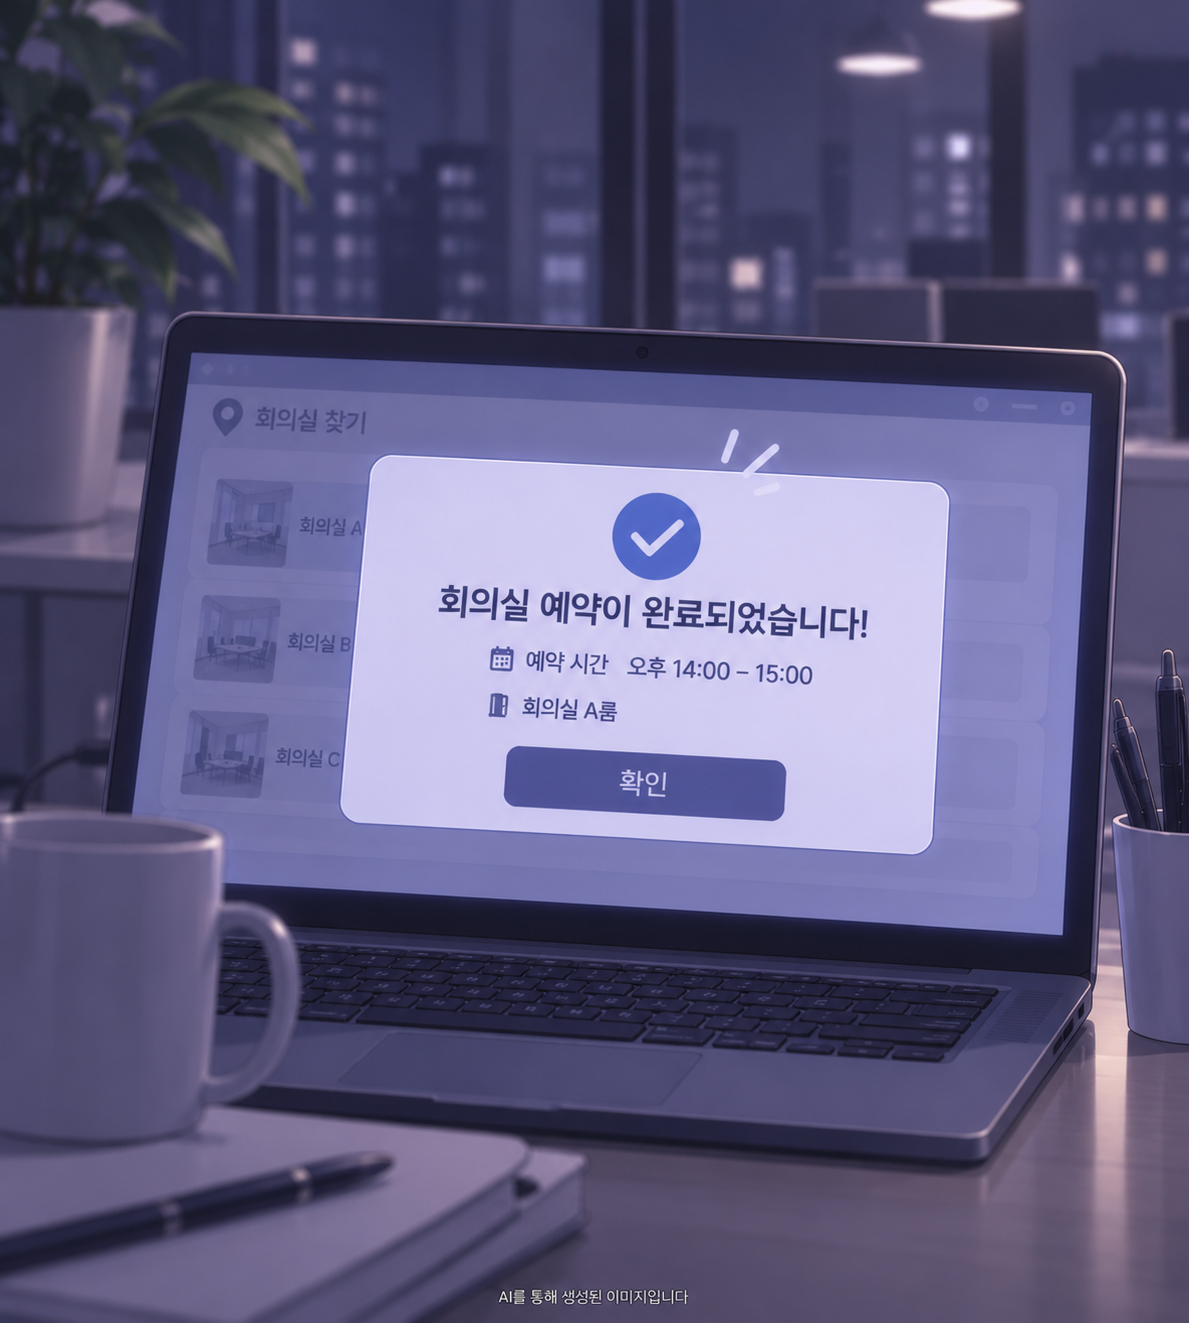 회의실 찾기
회의실 A
회의실 B
회의실 C
회의실 예약이 완료되었습니다!
예약 시간 오후 14:00 – 15:00
회의실 A룸
확인
AI를 통해 생성된 이미지입니다